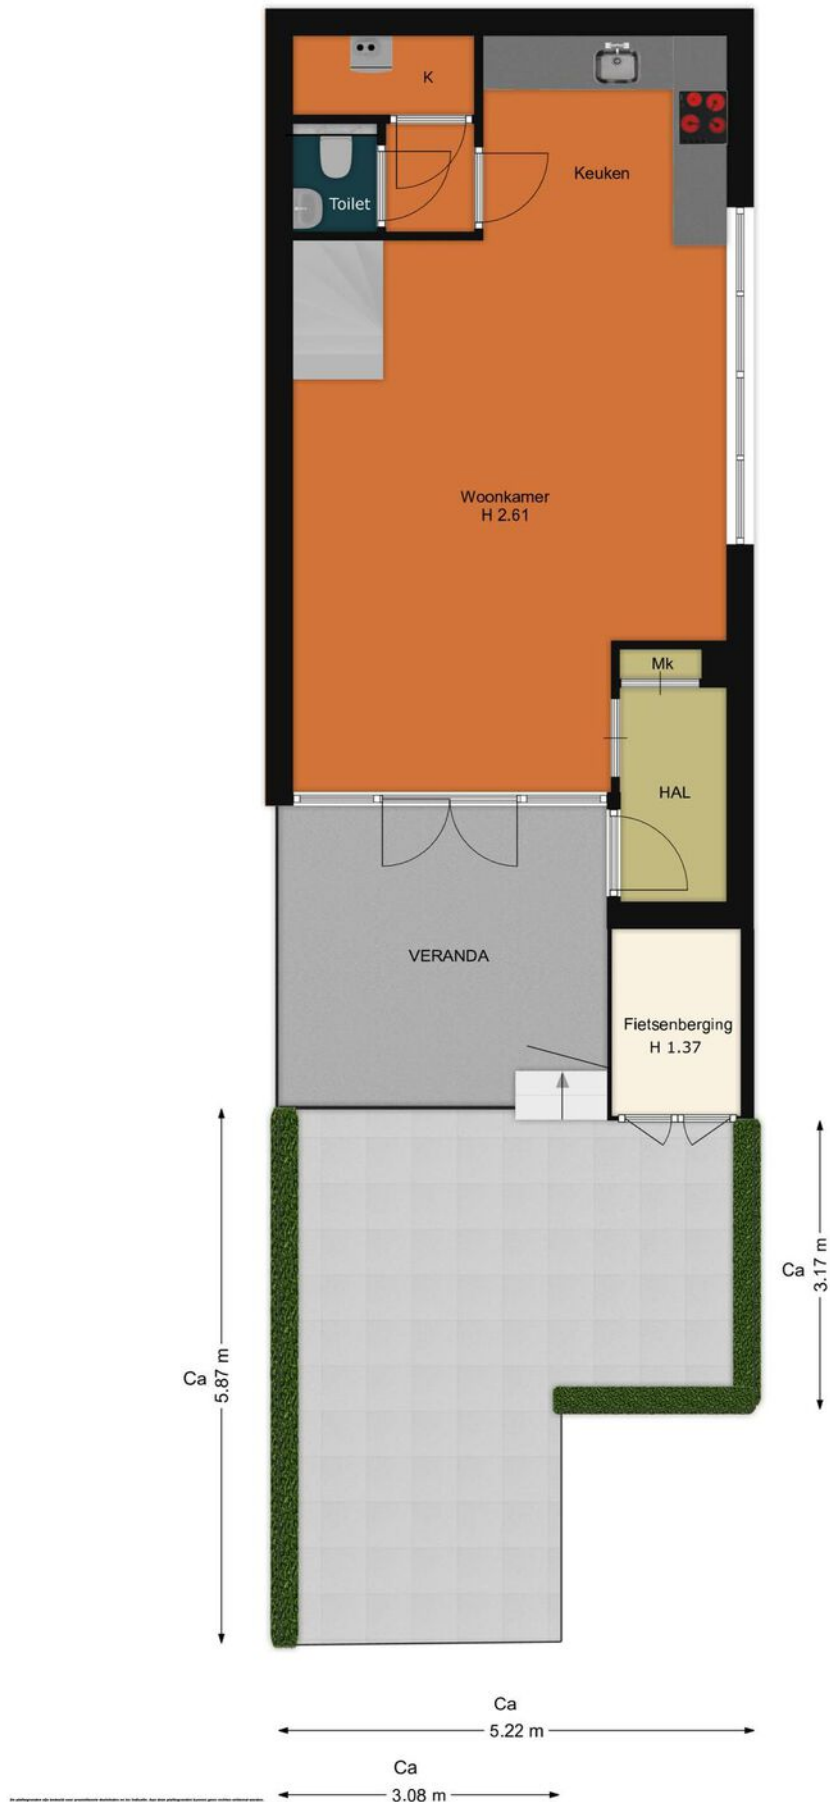 K
Keuken
Toilet
Woonkamer
H 2.61
Mk
HAL
VERANDA
Fietsenberging
H 1.37
Ca
3.17 m
Ca
5.87 m
Ca
5.22 m
Ca
3.08 m